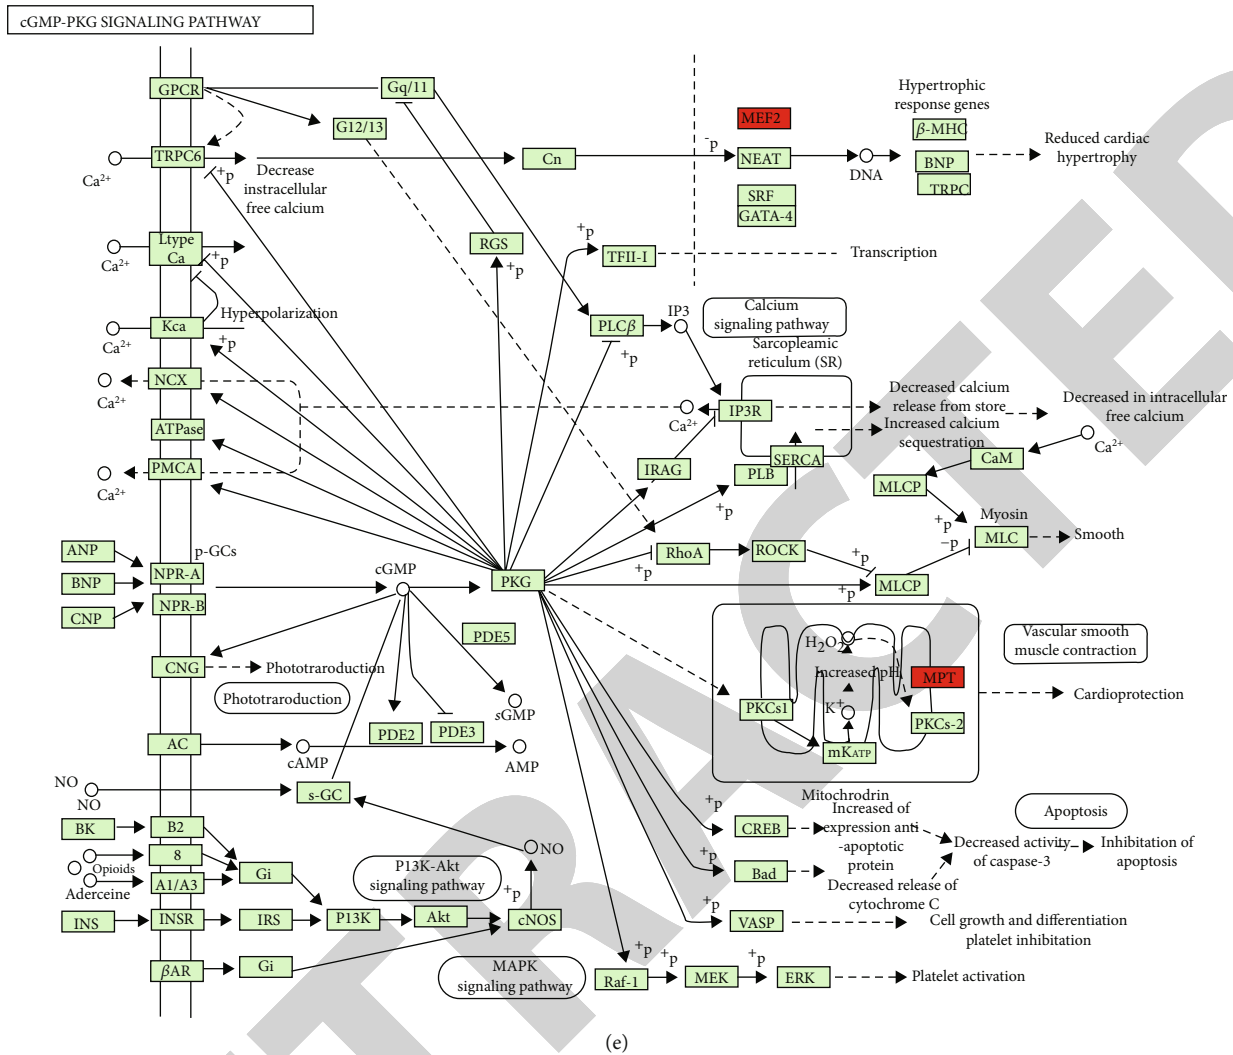 cGMP-PKG SIGNALING PATHWAY
GPCR
Gq/11
G12/13
MEF2
Hypertrophic
response genes
β-MHC
TRPC6
Ca²⁺
+p
Decrease
instracellular
free calcium
Cn
-p
NEAT
DNA
BNP
TRPC
Reduced cardiac
hypertrophy
SRF
GATA-4
Ltype
Ca
Ca²⁺
+p
RGS
+p
+p
TFII-I
Transcription
Hyperpolarization
Kca
Ca²⁺
+p
PLCβ
+p
IP3
Calcium
signaling pathway
Sarcopleamic
reticulum (SR)
NCX
Ca²⁺
Ca²⁺
IP3R
Decreased calcium
release from store
Increased calcium
sequestration
Decreased in intracellular
free calcium
Ca²⁺
ATPase
PMCA
Ca²⁺
IRAG
PLB
SERCA
+p
CaM
MLCP
+p
Myosin
MLC
Smooth
–p
ANP
BNP
CNP
p-GCs
NPR-A
NPR-B
cGMP
PKG
RhoA
+p
ROCK
+p
+p
MLCP
CNG
Phototraroduction
Phototraroduction
PDE5
sGMP
PDE2
PDE3
H₂O₂
Increased pH
K⁺
MPT
PKCs1
PKCs-2
mKATP
Vascular smooth
muscle contraction
Cardioprotection
AC
cAMP
AMP
NO
NO
s-GC
Mitochrodrin
BK
B2
8
Opioids
Aderceine
A1/A3
Gi
NO
P13K-Akt
signaling pathway
+p
CREB
Increased of
expression anti
-apoptotic
protein
Apoptosis
Decreased activity
of caspase-3
Inhibition of
apoptosis
+p
Bad
Decreased release of
cytochrome C
INS
INSR
IRS
P13K
Akt
+p
cNOS
+p
VASP
Cell growth and differentiation
platelet inhibitation
βAR
Gi
MAPK
signaling pathway
+p
Raf-1
+p
MEK
+p
ERK
Platelet activation
(e)
TRACTED